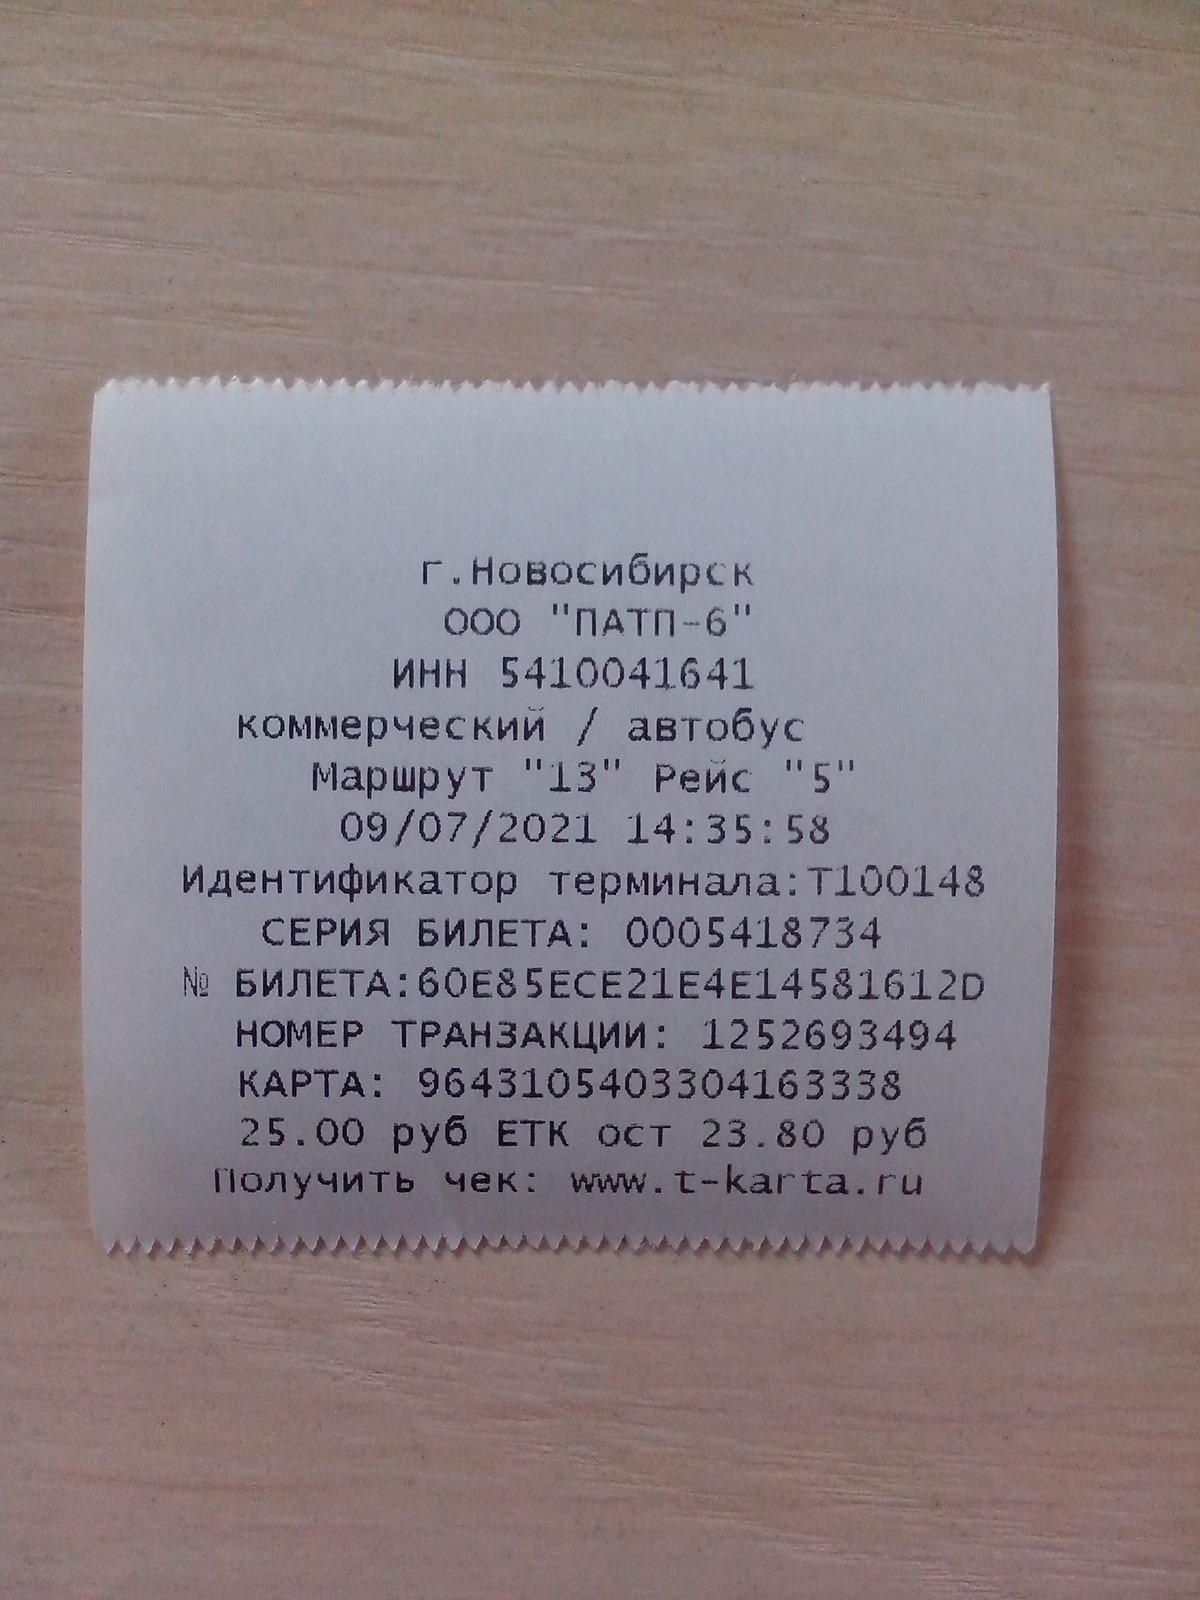 г.Новосибирск
ООО "ПАТП-6"
ИНН 5410041641
коммерческий / автобус
Маршрут "13" Рейс "5"
09/07/2021 14:35:58
Идентификатор терминала:Т100148
СЕРИЯ БИЛЕТА: 0005418734
№ БИЛЕТА:60E85ECE21E4E14581612D
НОМЕР ТРАНЗАКЦИИ: 1252693494
КАРТА: 9643105403304163338
25.00 руб ЕТК ост 23.80 руб
Получить чек: www.t-karta.ru